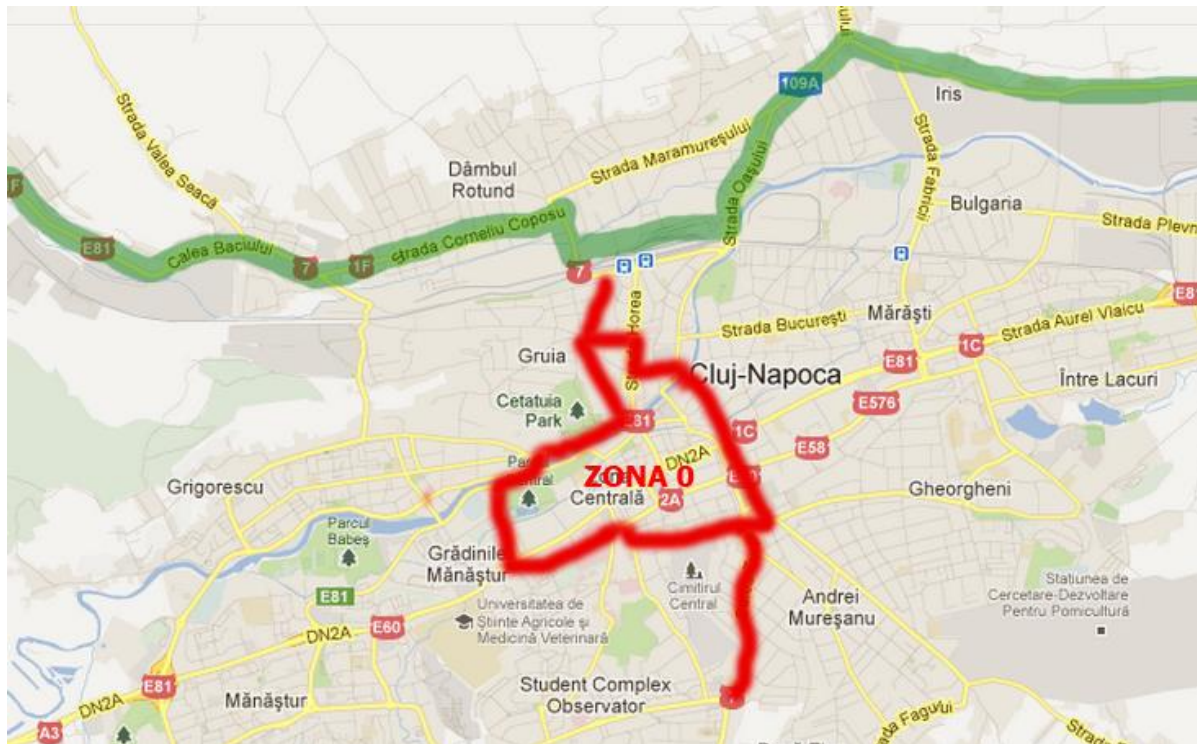 109A
Iris
Strada Valea Seacă
Strada Maramureșului
Strada Oașului
Strada Fabricii
Dâmbul
Rotund
Bulgaria
Strada Plevn
E81
Calea Baciului
7
1F
Strada Corneliu Coposu
7
Horea
Mărăști
Strada București
Strada Aurel Vlaicu
E8
1C
E81
Gruia
Cluj-Napoca
Între Lacuri
Cetatuia
Park
E576
E81
1C
E58
DN2A
ZONA 0
Centrală
2A
Grigorescu
Gheorgheni
Parcul
Babeș
Grădinile
Mănăștur
Cimitirul
Central
Stațiunea de
Cercetare-Dezvoltare
Pentru Pomicultură
E81
Universitatea de
Științe Agricole și
Medicină Veterinară
Andrei
Mureșanu
DN2A
E60
E81
Mănăștur
Student Complex
Observator
DN2A
A3
Strada Fagului
Strada